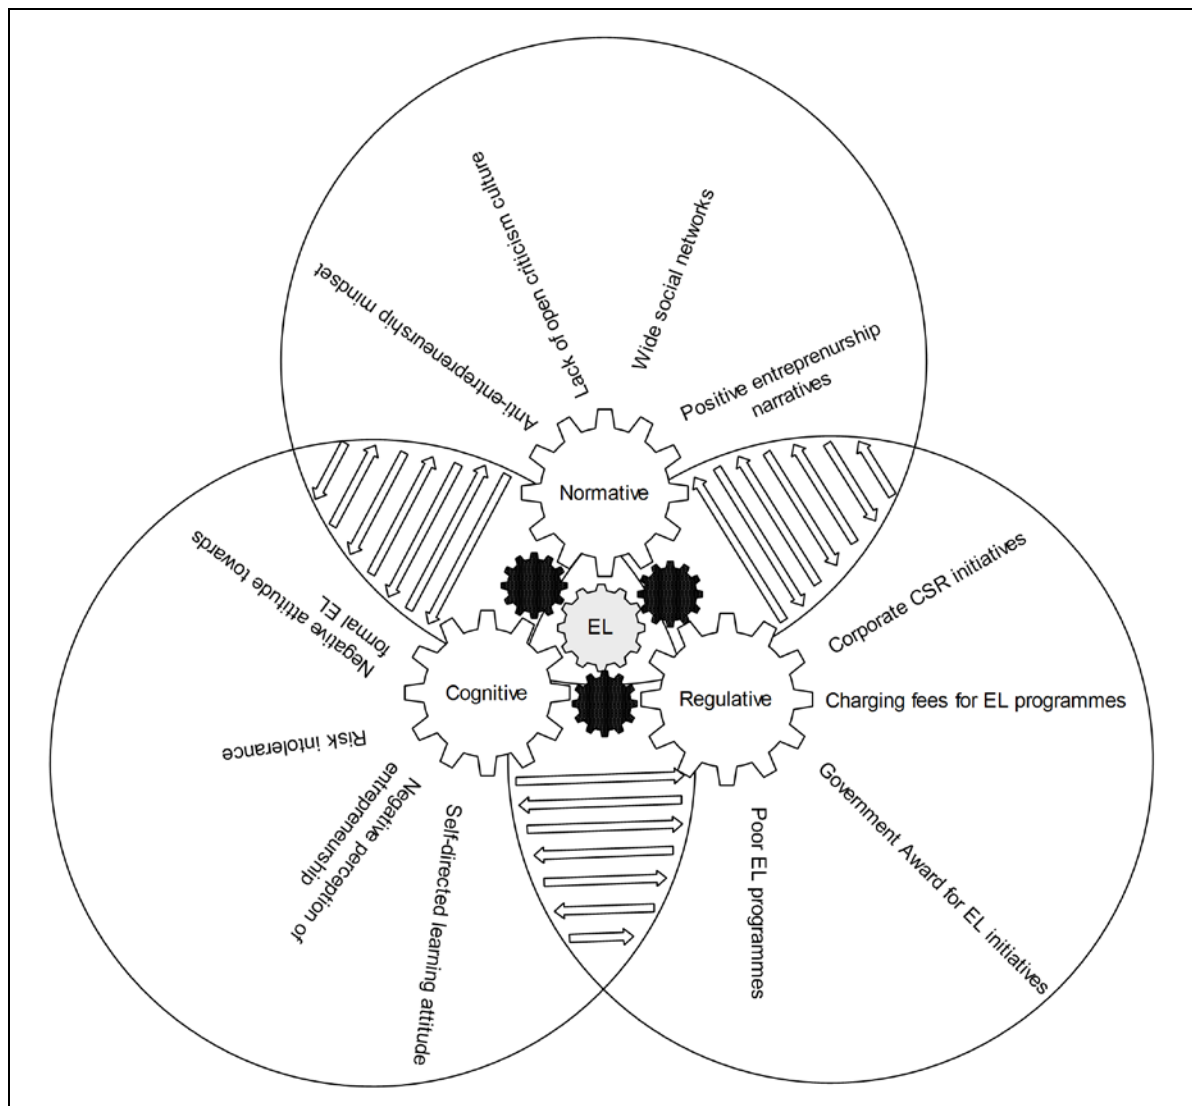 Anti-entrepreneurship mindset
Lack of open criticism culture
Wide social networks
Positive entreprenurship
narratives
Normative
EL
Cognitive
Regulative
Negative attitude towards
formal EL
Risk intolerance
Negative perception of
entrepreneurship
Self-directed learning attitude
Corporate CSR initiatives
Charging fees for EL programmes
Government Award for EL initiatives
Poor EL programmes